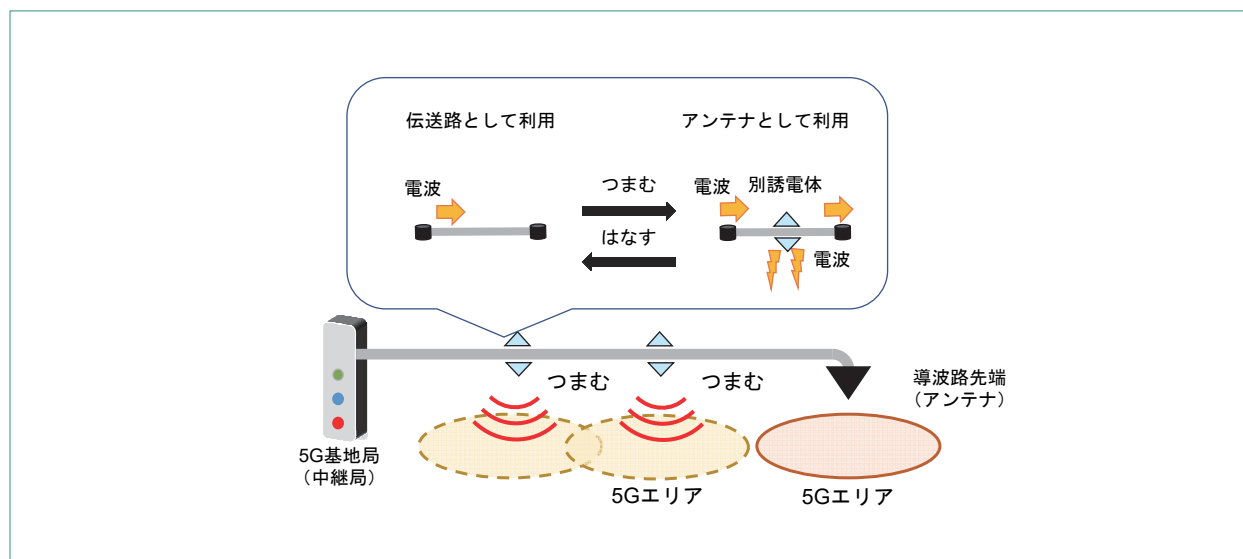 伝送路として利用
アンテナとして利用
電波
つまむ
はなす
電波
別誘電体
電波
つまむ
つまむ
導波路先端
（アンテナ）
5G基地局
（中継局）
5Gエリア
5Gエリア